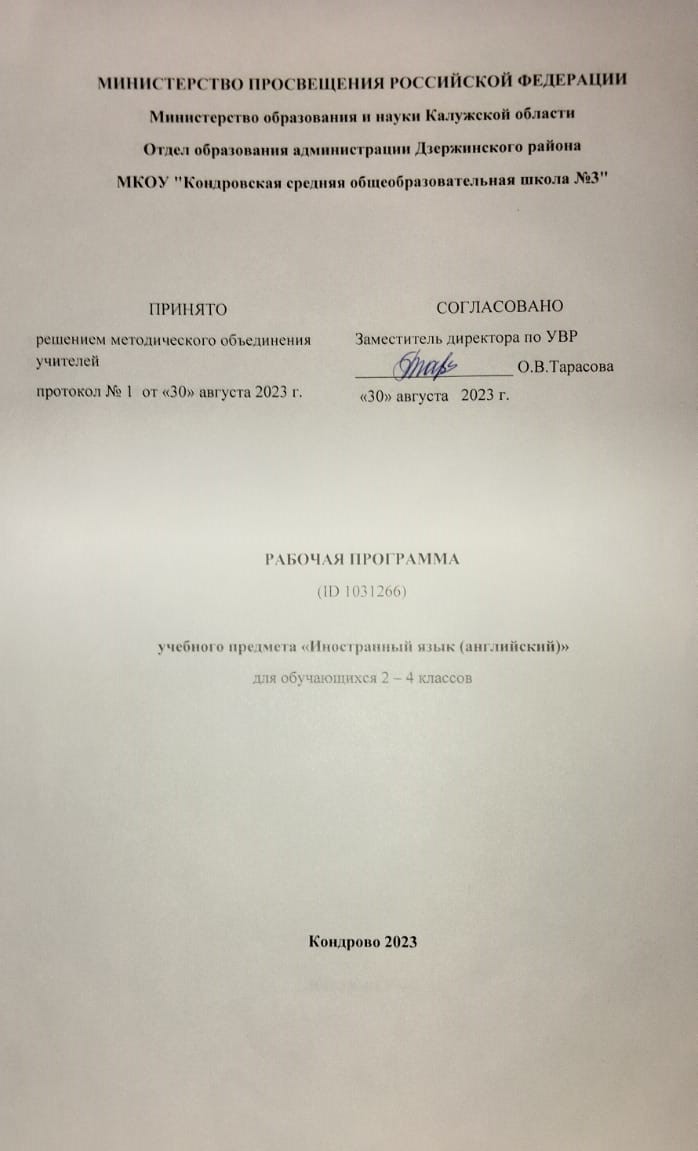 МИНИСТЕРСТВО ПРОСВЕЩЕНИЯ РОССИЙСКОЙ ФЕДЕРАЦИИ
Министерство образования и науки Калужской области
Отдел образования администрации Дзержинского района
МКОУ "Кондровская средняя общеобразовательная школа №3"
ПРИНЯТО
решением методического объединения
учителей
протокол № 1 от «30» августа 2023 г.
СОГЛАСОВАНО
Заместитель директора по УВР
О.В.Тарасова
«30» августа 2023 г.
РАБОЧАЯ ПРОГРАММА
(ID 1031266)
учебного предмета «Иностранный язык (английский)»
для обучающихся 2 – 4 классов
Кондрово 2023